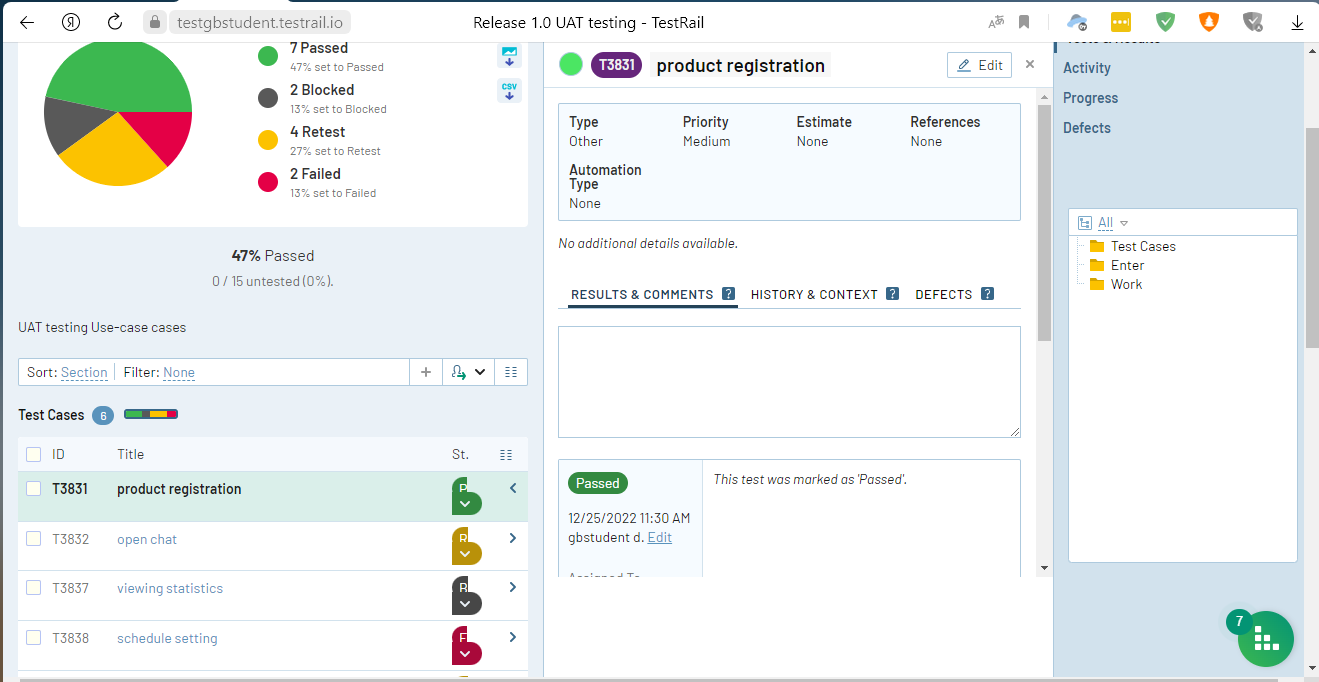 testgbstudent.testrail.io
Release 1.0 UAT testing - TestRail
7 Passed
47% set to Passed
2 Blocked
13% set to Blocked
4 Retest
27% set to Retest
2 Failed
13% set to Failed
CSV
47% Passed
0 / 15 untested (0%).
UAT testing Use-case cases
Sort: Section
Filter: None
Test Cases 6
ID Title St.
T3831 product registration P
T3832 open chat R
T3837 viewing statistics
T3838 schedule setting F
T3831 product registration
Edit
Type Priority Estimate References
Other Medium None None
Automation
Type
None
No additional details available.
RESULTS & COMMENTS ? HISTORY & CONTEXT ? DEFECTS ?
Passed
This test was marked as 'Passed'.
12/25/2022 11:30 AM
gbstudent d. Edit
Assigned To
Tests & Results
Activity
Progress
Defects
All
Test Cases
Enter
Work
7